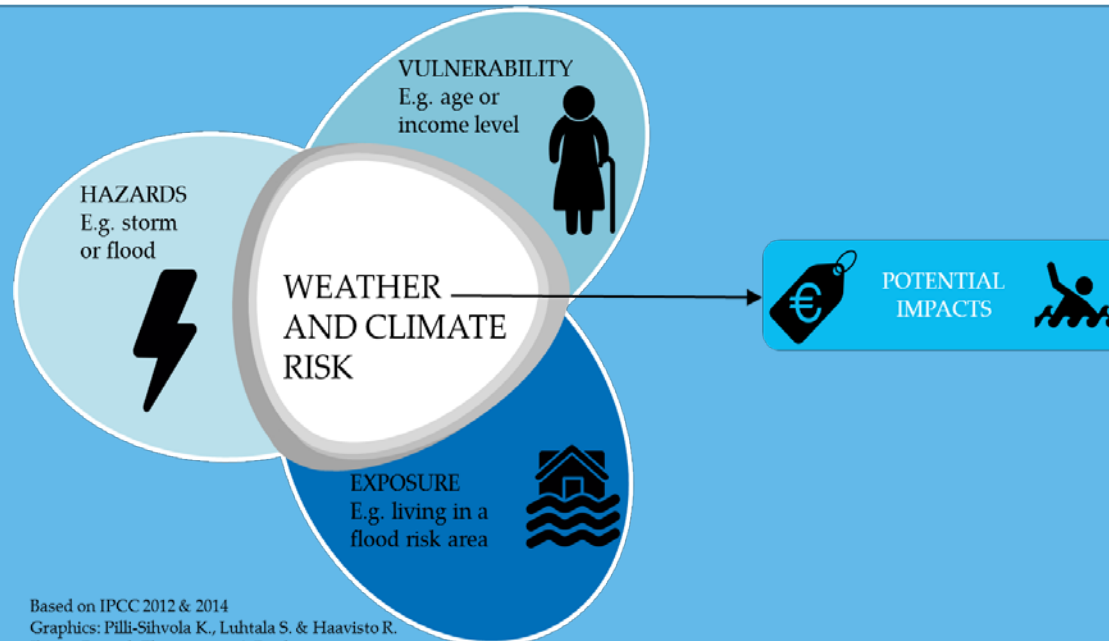 VULNERABILITY
E.g. age or
income level
HAZARDS
E.g. storm
or flood
WEATHER
AND CLIMATE
RISK
€
POTENTIAL
IMPACTS
EXPOSURE
E.g. living in a
flood risk area
Based on IPCC 2012 & 2014
Graphics: Pilli-Sihvola K., Luhtala S. & Haavisto R.